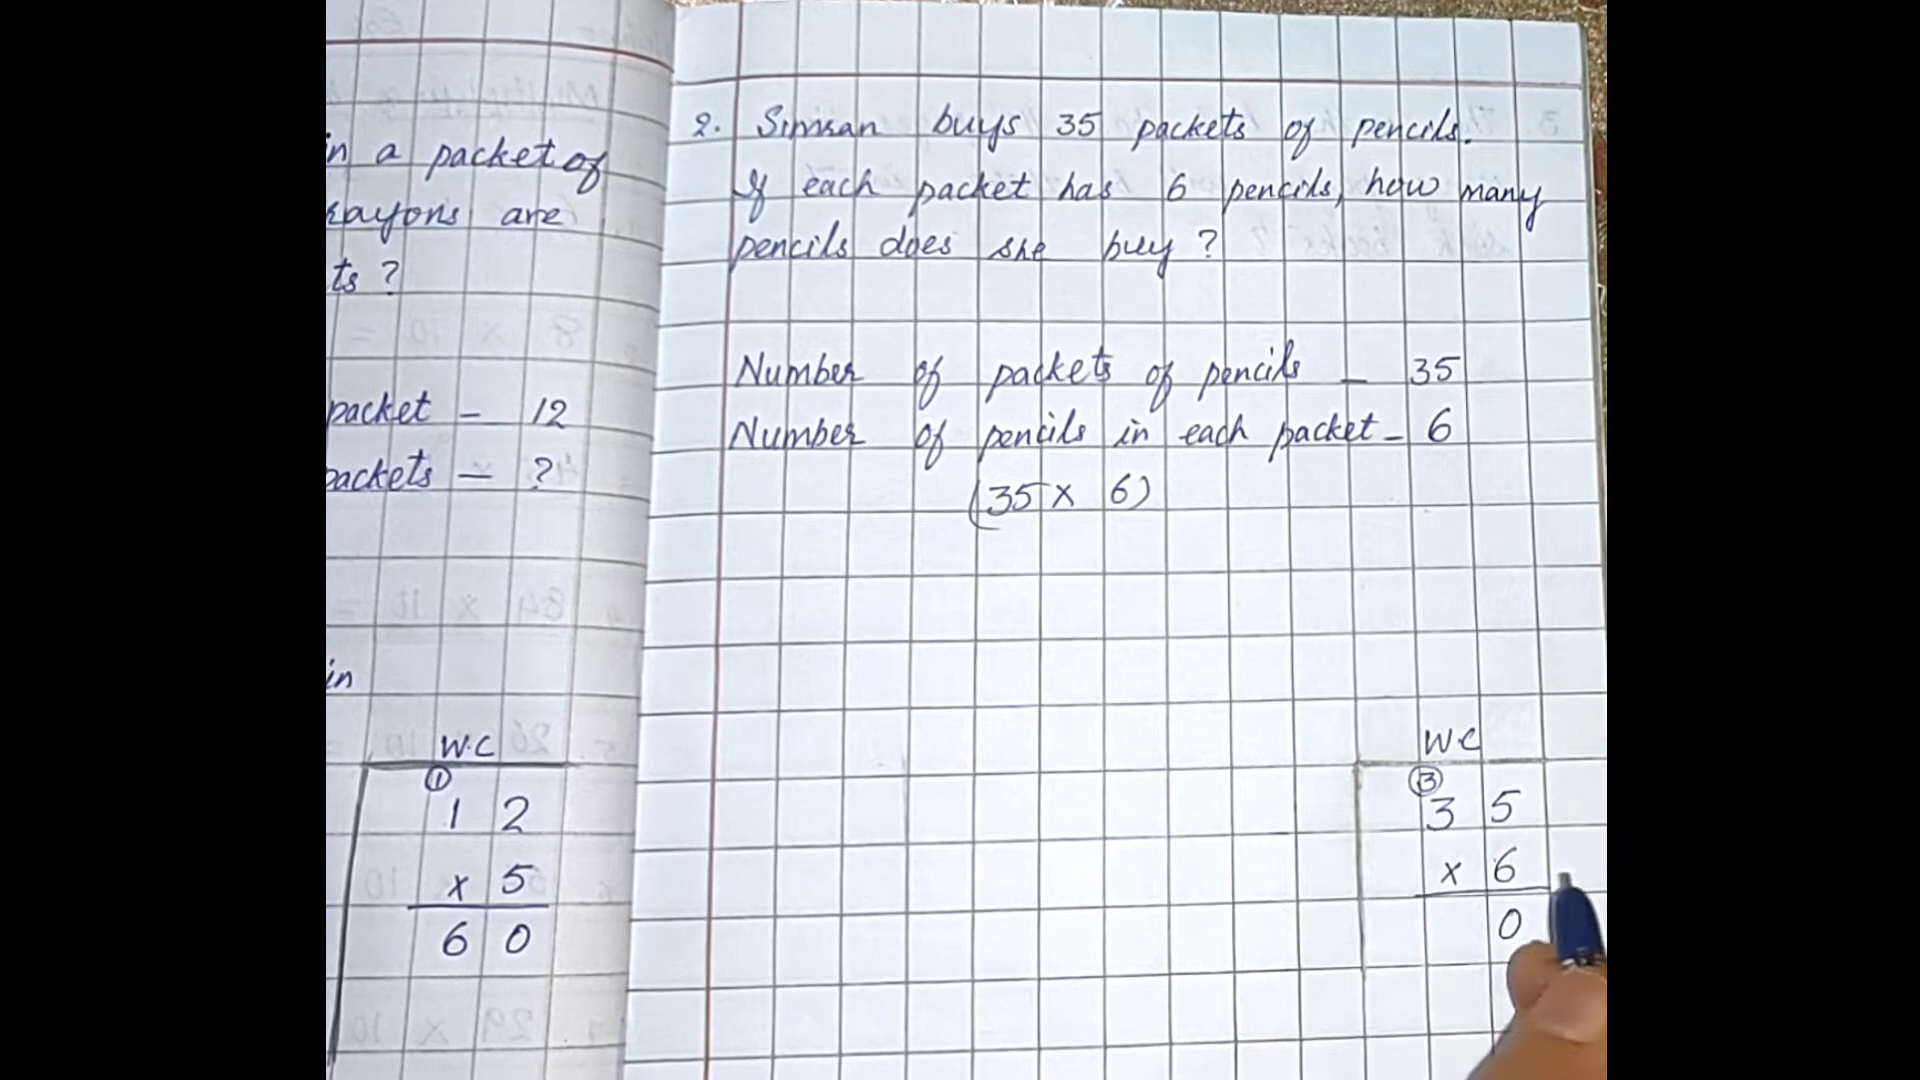 in a packet of
rayons are
ts ?
packet - 12
packets - ?
in
W.C
1
1 2
x 5
6 0
2. Simran buys 35 packets of pencils.
If each packet has 6 pencils, how many
pencils does she buy ?
Number of packets of pencils - 35
Number of pencils in each packet - 6
(35 x 6)
W C
3
3 5
x 6
0